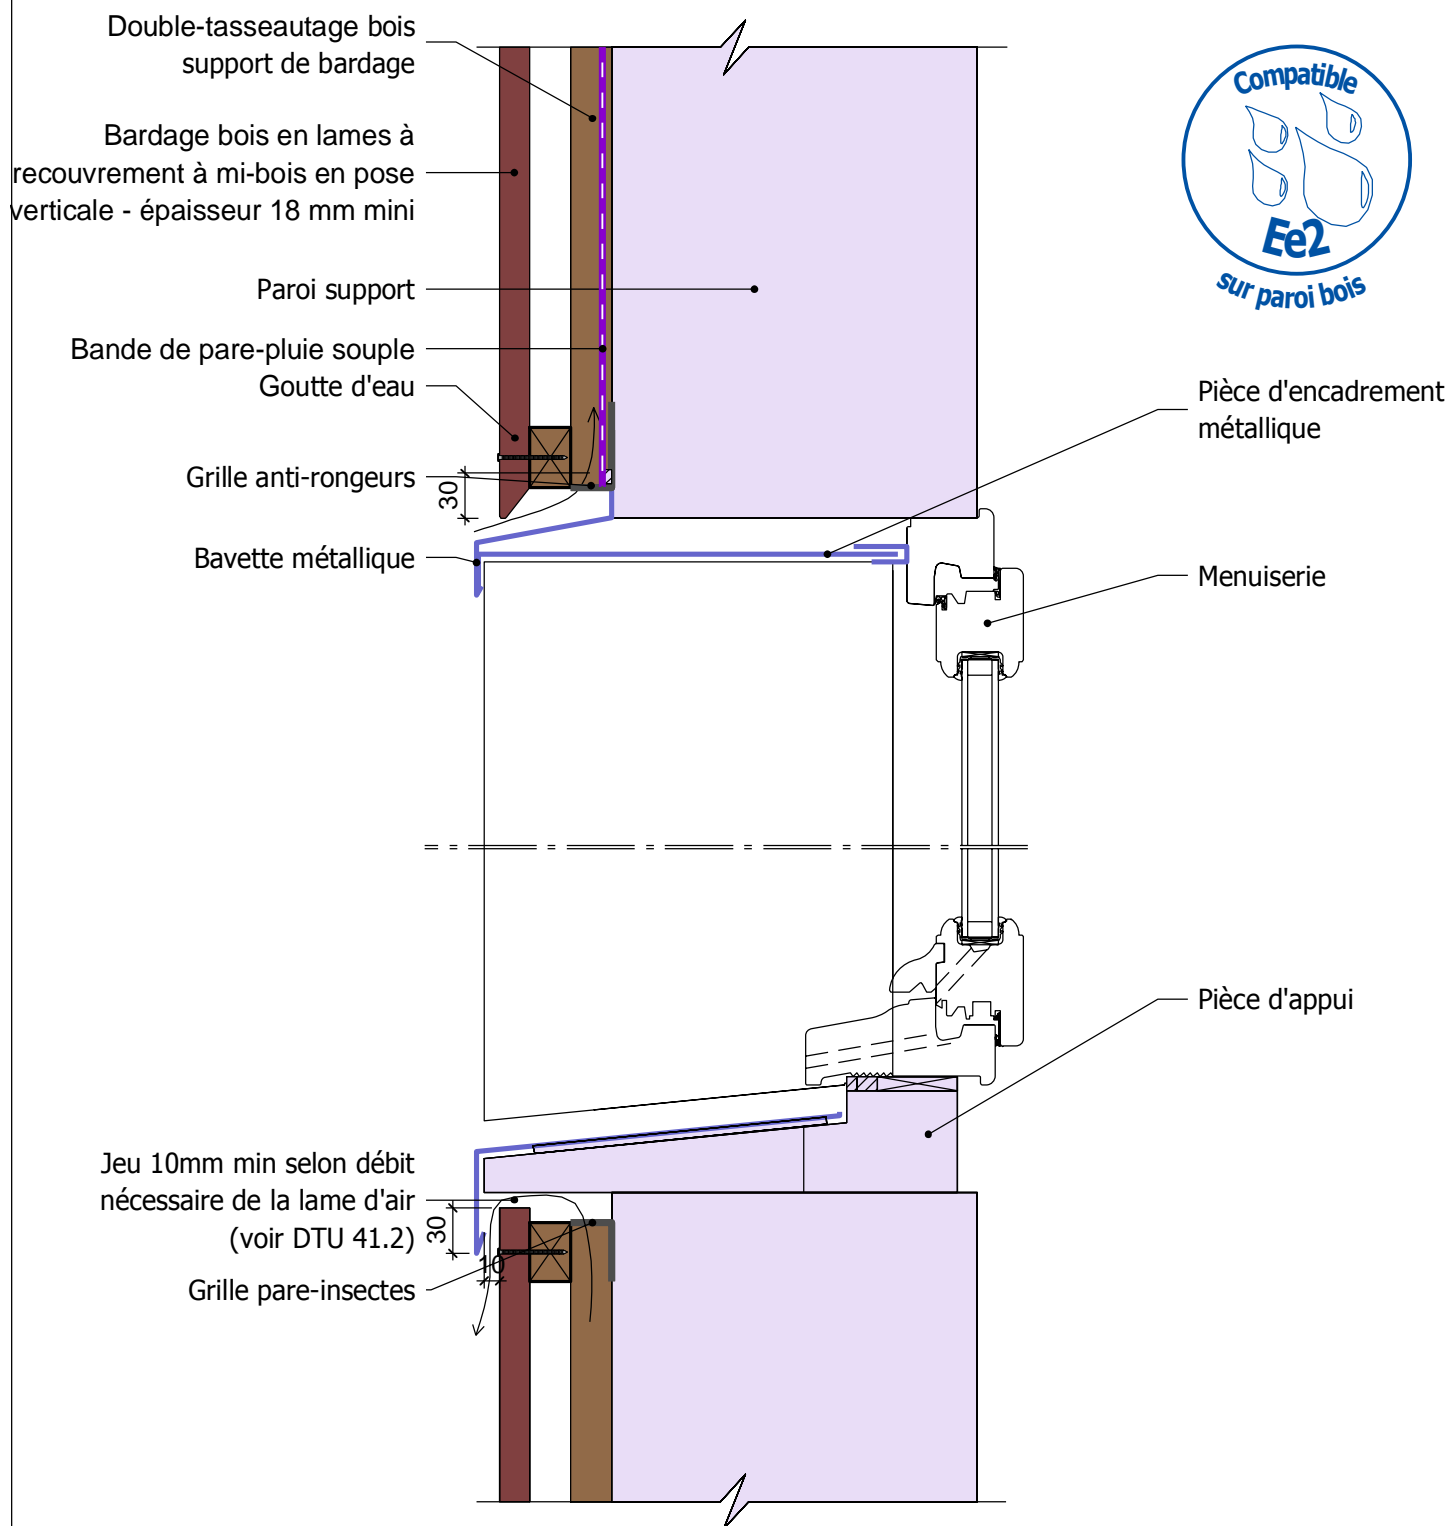 Double-tasseautage bois
support de bardage
Bardage bois en lames à
recouvrement à mi-bois en pose
verticale - épaisseur 18 mm mini
Paroi support
Bande de pare-pluie souple
Goutte d'eau
Grille anti-rongeurs
30
Bavette métallique
Compatible
Ee2
sur paroi bois
Pièce d'encadrement
métallique
Menuiserie
Pièce d'appui
Jeu 10mm min selon débit
nécessaire de la lame d'air
(voir DTU 41.2)
30
10
Grille pare-insectes